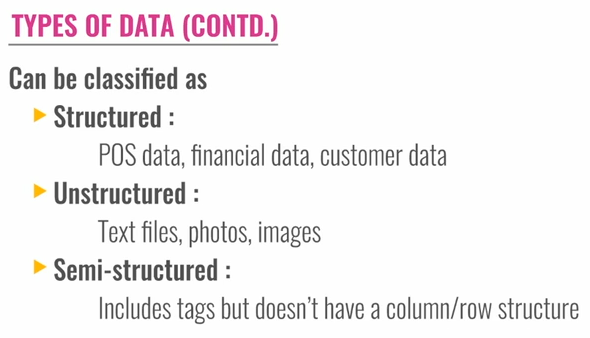 TYPES OF DATA (CONTD.)
Can be classified as
Structured :
POS data, financial data, customer data
Unstructured :
Text files, photos, images
Semi-structured :
Includes tags but doesn't have a column/row structure